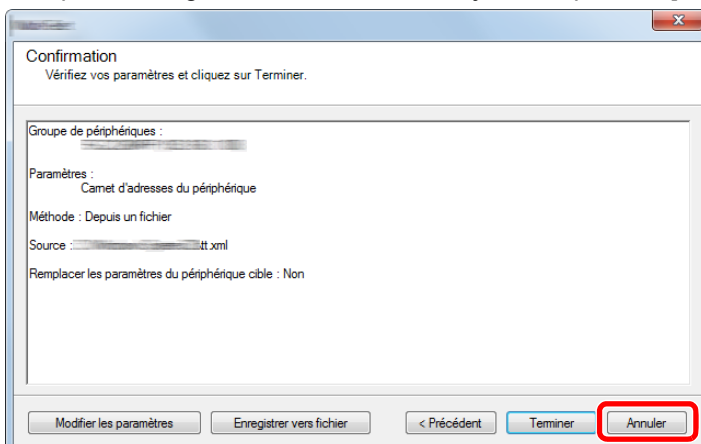 Confirmation
Vérifiez vos paramètres et cliquez sur Terminer.
Groupe de périphériques :
Paramètres :
Carnet d'adresses du périphérique
Méthode : Depuis un fichier
Source : tt.xml
Remplacer les paramètres du périphérique cible : Non
Modifier les paramètres Enregistrer vers fichier < Précédent Terminer Annuler